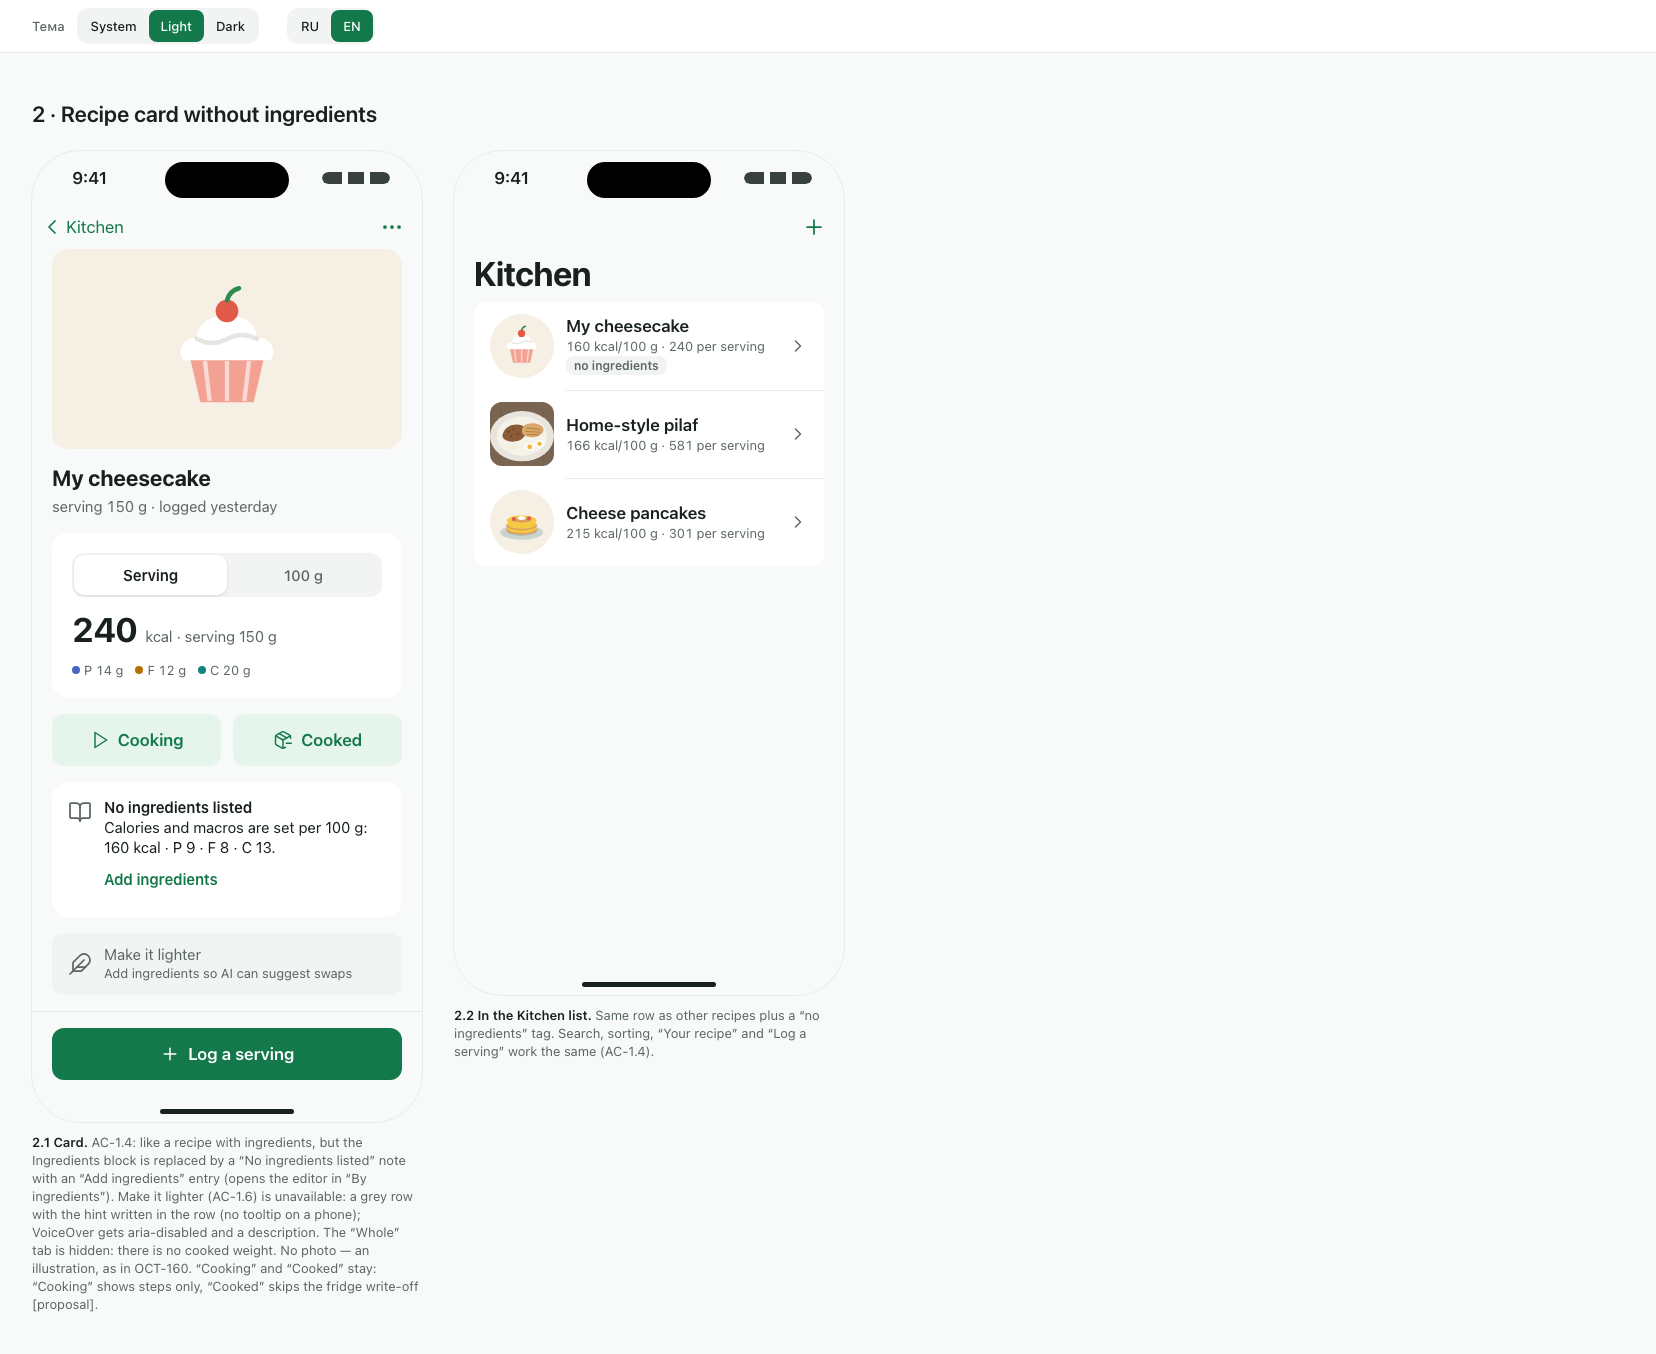 Тема System Light Dark RU EN
2 · Recipe card without ingredients
9:41
Kitchen
My cheesecake
serving 150 g · logged yesterday
Serving 100 g
240 kcal · serving 150 g
P 14 g F 12 g C 20 g
Cooking Cooked
No ingredients listed
Calories and macros are set per 100 g:
160 kcal · P 9 · F 8 · C 13.
Add ingredients
Make it lighter
Add ingredients so AI can suggest swaps
Log a serving
2.1 Card. AC-1.4: like a recipe with ingredients, but the
Ingredients block is replaced by a “No ingredients listed” note
with an “Add ingredients” entry (opens the editor in “By
ingredients”). Make it lighter (AC-1.6) is unavailable: a grey row
with the hint written in the row (no tooltip on a phone);
VoiceOver gets aria-disabled and a description. The “Whole”
tab is hidden: there is no cooked weight. No photo — an
illustration, as in OCT-160. “Cooking” and “Cooked” stay:
“Cooking” shows steps only, “Cooked” skips the fridge write-off
[proposal].
9:41
Kitchen
My cheesecake
160 kcal/100 g · 240 per serving
no ingredients
Home-style pilaf
166 kcal/100 g · 581 per serving
Cheese pancakes
215 kcal/100 g · 301 per serving
2.2 In the Kitchen list. Same row as other recipes plus a “no
ingredients” tag. Search, sorting, “Your recipe” and “Log a
serving” work the same (AC-1.4).